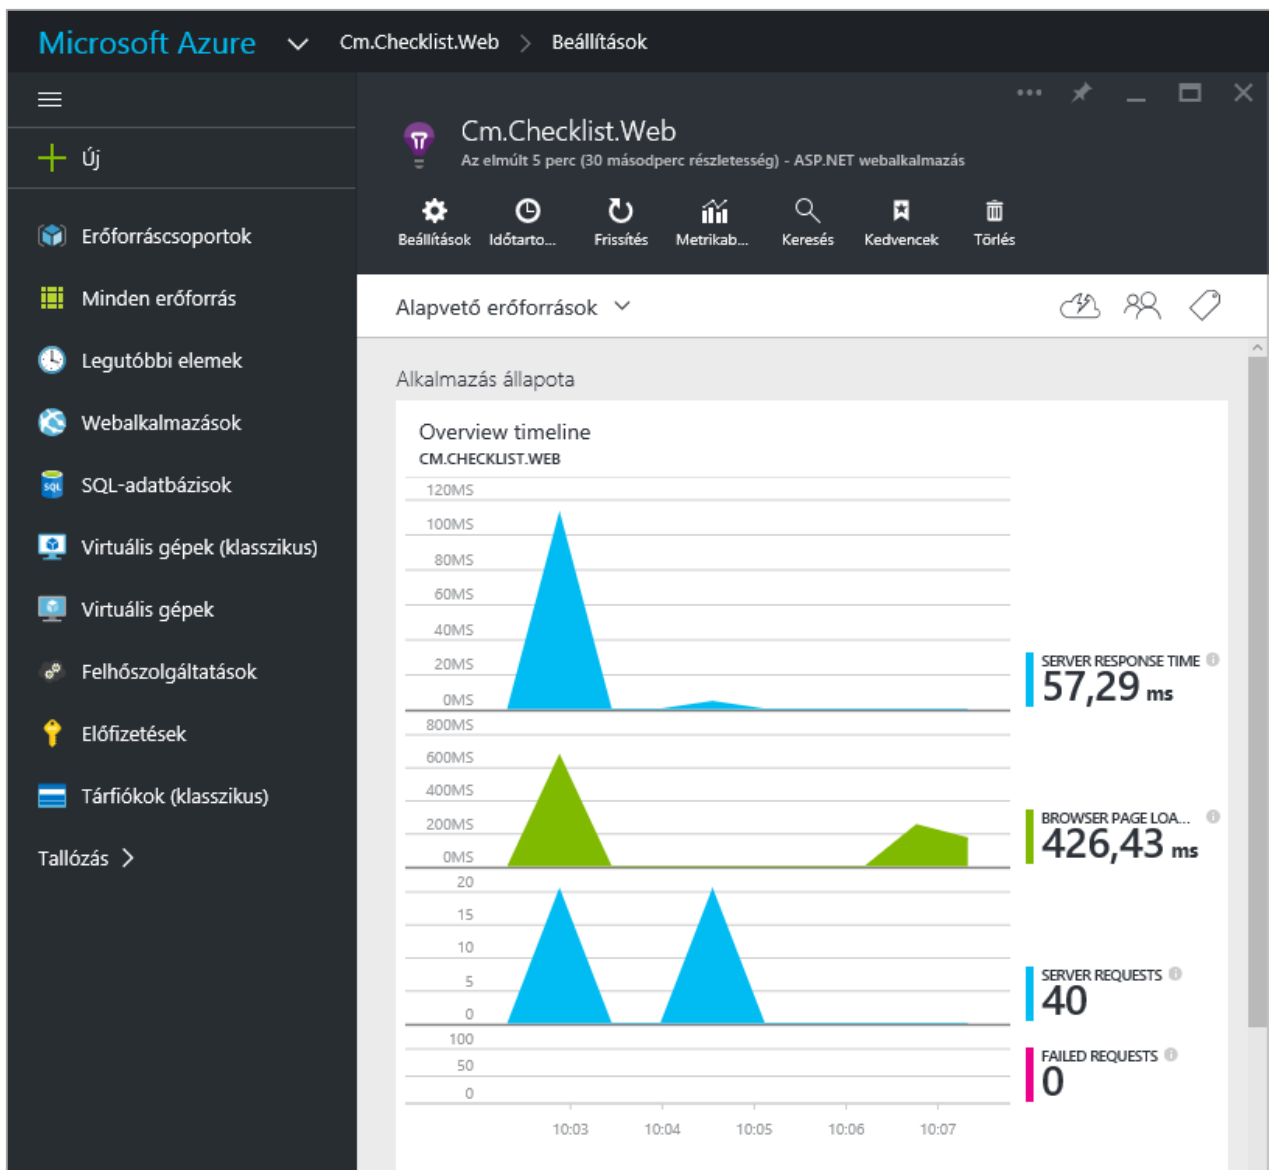 Microsoft Azure Cm.Checklist.Web > Beállítások
Új
Erőforráscsoportok
Minden erőforrás
Legutóbbi elemek
Webalkalmazások
SQL-adatbázisok
Virtuális gépek (klasszikus)
Virtuális gépek
Felhőszolgáltatások
Előfizetések
Tárfiókok (klasszikus)
Tallózás >
Cm.Checklist.Web
Az elmúlt 5 perc (30 másodperc részletesség) - ASP.NET webalkalmazás
Beállítások Időtarto... Frissítés Metrikab... Keresés Kedvencek Törlés
Alapvető erőforrások
Alkalmazás állapota
Overview timeline
CM.CHECKLIST.WEB
120MS
100MS
80MS
60MS
40MS
20MS
0MS
SERVER RESPONSE TIME
57,29 ms
800MS
600MS
400MS
200MS
0MS
BROWSER PAGE LOA...
426,43 ms
20
15
10
5
0
SERVER REQUESTS
40
100
50
0
FAILED REQUESTS
0
10:03 10:04 10:05 10:06 10:07